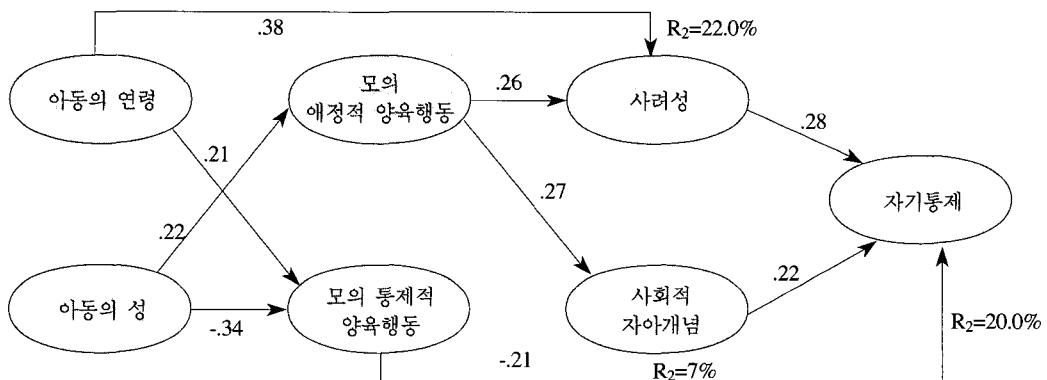 .38
R₂=22.0%
아동의 연령
모의
애정적 양육행동
.26
사려성
.28
.21
.27
자기통제
.22
아동의 성
-.34
모의 통제적
양육행동
사회적
자아개념
.22
R₂=20.0%
-.21
R₂=7%